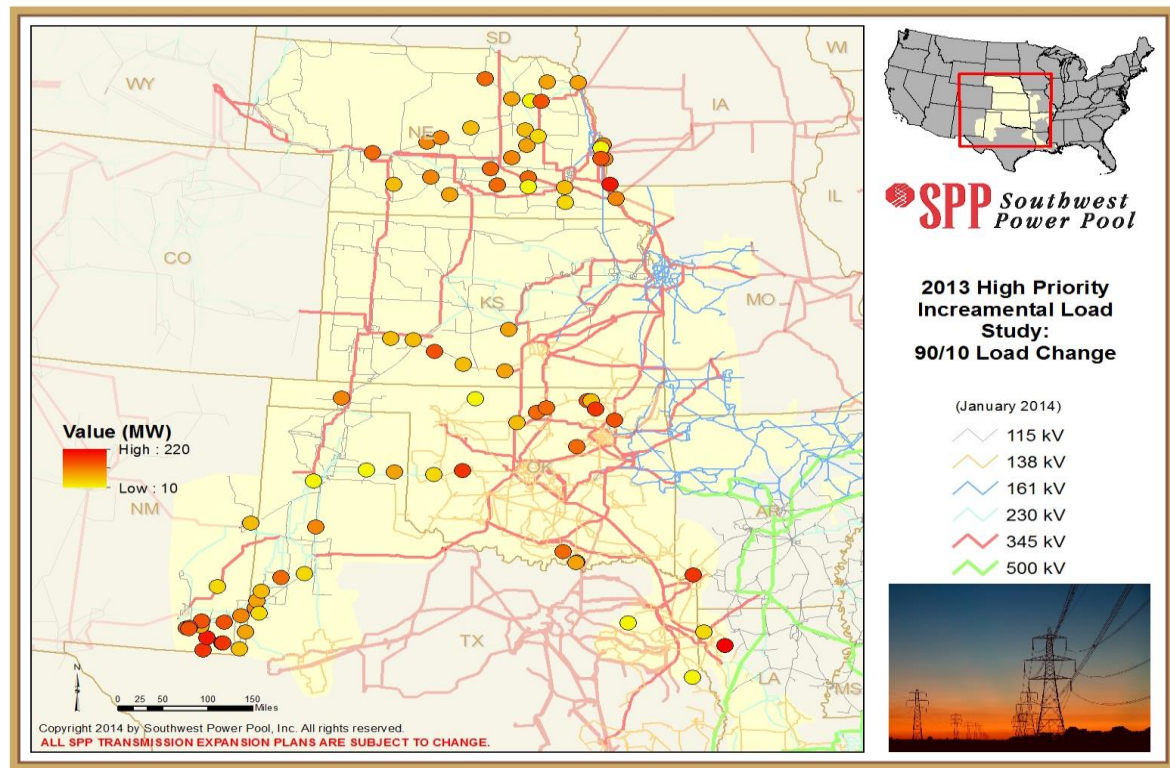 SD
WI
WY
IA
NE
IL
CO
MO
KS
Value (MW)
High : 220
Low : 10
OK
NM
AR
TX
LA
MS
N
0 25 50 100 150
Miles
Copyright 2014 by Southwest Power Pool, Inc. All rights reserved.
ALL SPP TRANSMISSION EXPANSION PLANS ARE SUBJECT TO CHANGE.
SPP Southwest
Power Pool
2013 High Priority
Increamental Load
Study:
90/10 Load Change
(January 2014)
115 kV
138 kV
161 kV
230 kV
345 kV
500 kV